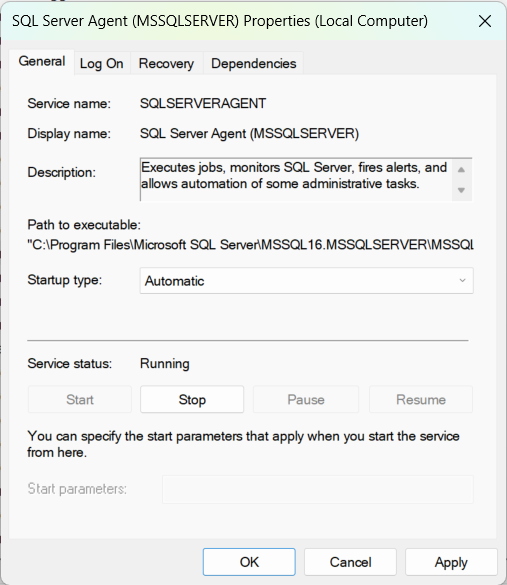 SQL Server Agent (MSSQLSERVER) Properties (Local Computer)
General Log On Recovery Dependencies
Service name: SQLSERVERAGENT
Display name: SQL Server Agent (MSSQLSERVER)
Description: Executes jobs, monitors SQL Server, fires alerts, and
allows automation of some administrative tasks.
Path to executable:
"C:\Program Files\Microsoft SQL Server\MSSQL16.MSSQLSERVER\MSSQL
Startup type: Automatic
Service status: Running
Start Stop Pause Resume
You can specify the start parameters that apply when you start the service
from here.
Start parameters:
OK Cancel Apply